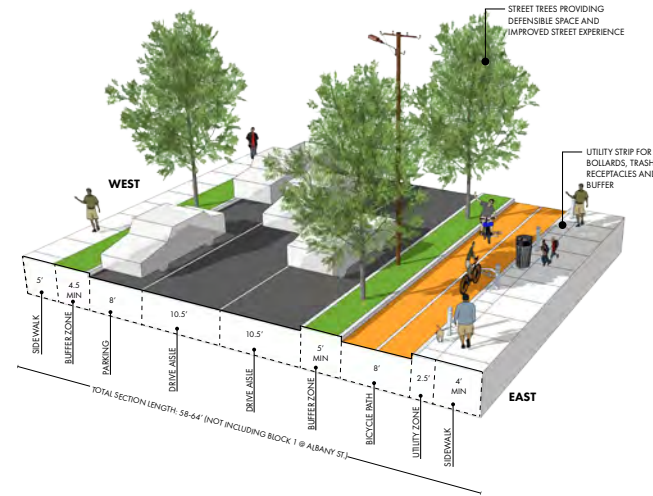 STREET TREES PROVIDING
DEFENSIBLE SPACE AND
IMPROVED STREET EXPERIENCE
UTILITY STRIP FOR
BOLLARDS, TRASH
RECEPTACLES AND
BUFFER
WEST
EAST
5'
4.5
MIN
8'
10.5'
10.5'
5'
MIN
8'
2.5'
4'
MIN
SIDEWALK
BUFFER ZONE
PARKING
DRIVE AISLE
DRIVE AISLE
BUFFER ZONE
BICYCLE PATH
UTILITY ZONE
SIDEWALK
TOTAL SECTION LENGTH: 58-64' (NOT INCLUDING BLOCK 1 @ ALBANY ST.)